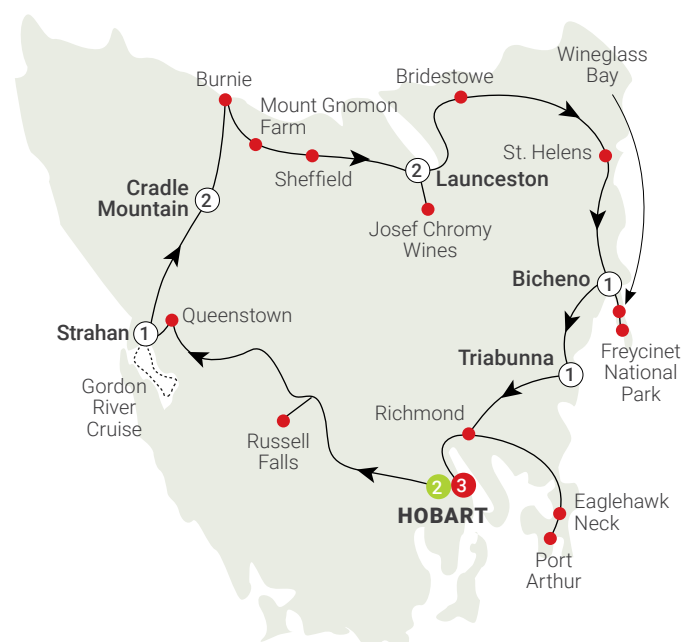 Wineglass
Bay
Burnie
Bridestowe
Mount Gnomon
Farm
St. Helens
Sheffield
2
Launceston
Cradle
Mountain
2
Josef Chromy
Wines
Bicheno
1
Queenstown
Strahan
1
Freycinet
National
Park
Triabunna
1
Gordon
River
Cruise
Richmond
Russell
Falls
2
3
HOBART
Eaglehawk
Neck
Port
Arthur